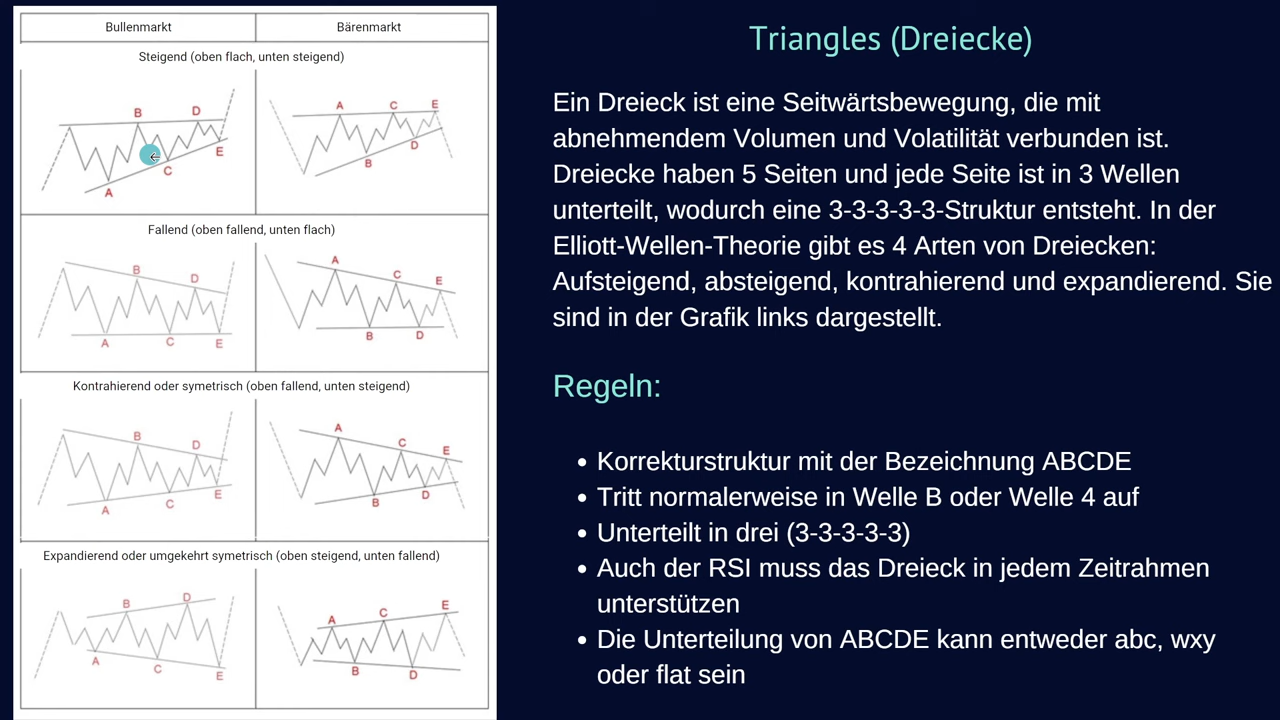 Bullenmarkt
Bärenmarkt
Steigend (oben flach, unten steigend)
B
D
A
C
E
A
C
E
B
D
Fallend (oben fallend, unten flach)
B
D
A
C
E
A
C
E
B
D
Kontrahierend oder symetrisch (oben fallend, unten steigend)
B
D
A
C
E
A
C
E
B
D
Expandierend oder umgekehrt symetrisch (oben steigend, unten fallend)
B
D
A
C
E
A
C
E
B
D
Triangles (Dreiecke)
Ein Dreieck ist eine Seitwärtsbewegung, die mit
abnehmendem Volumen und Volatilität verbunden ist.
Dreiecke haben 5 Seiten und jede Seite ist in 3 Wellen
unterteilt, wodurch eine 3-3-3-3-3-Struktur entsteht. In der
Elliott-Wellen-Theorie gibt es 4 Arten von Dreiecken:
Aufsteigend, absteigend, kontrahierend und expandierend. Sie
sind in der Grafik links dargestellt.
Regeln:
• Korrekturstruktur mit der Bezeichnung ABCDE
• Tritt normalerweise in Welle B oder Welle 4 auf
• Unterteilt in drei (3-3-3-3-3)
• Auch der RSI muss das Dreieck in jedem Zeitrahmen
unterstützen
• Die Unterteilung von ABCDE kann entweder abc, wxy
oder flat sein